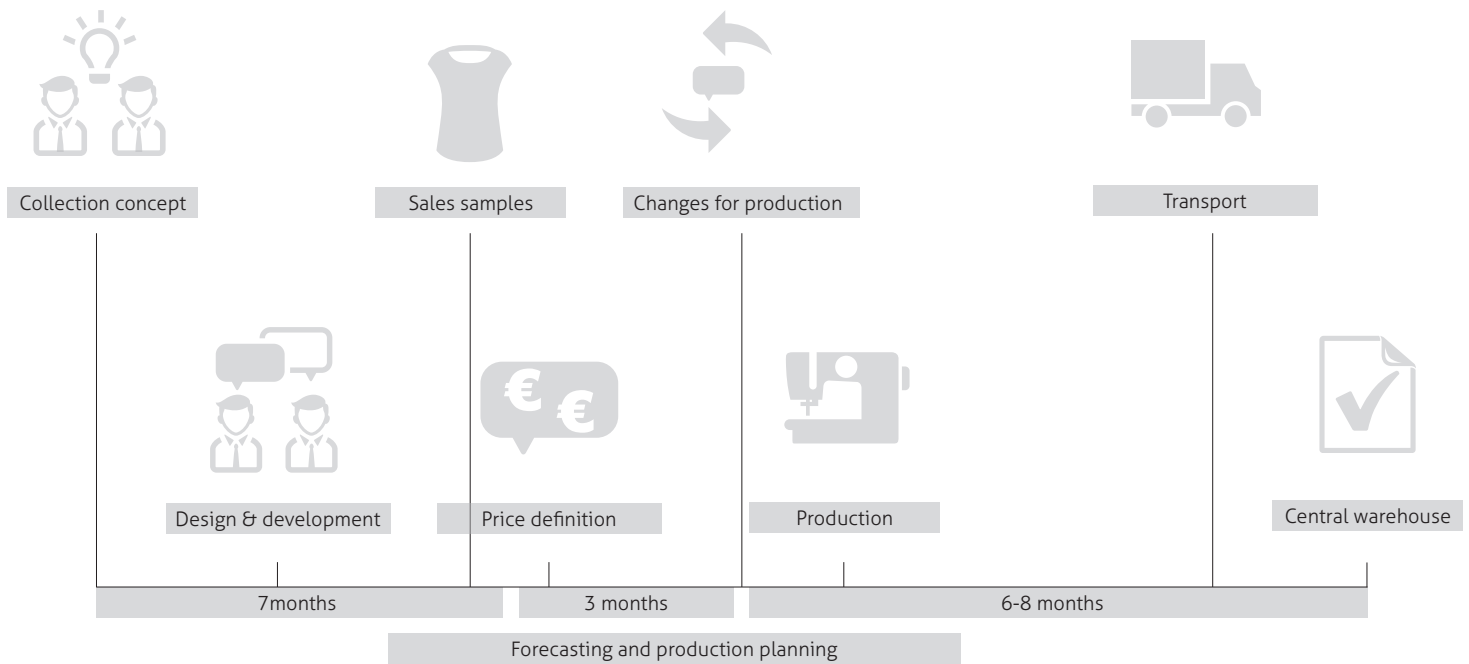 Collection concept
Sales samples
Changes for production
Transport
€ €
Design & development
Price definition
Production
Central warehouse
7months
3 months
6-8 months
Forecasting and production planning